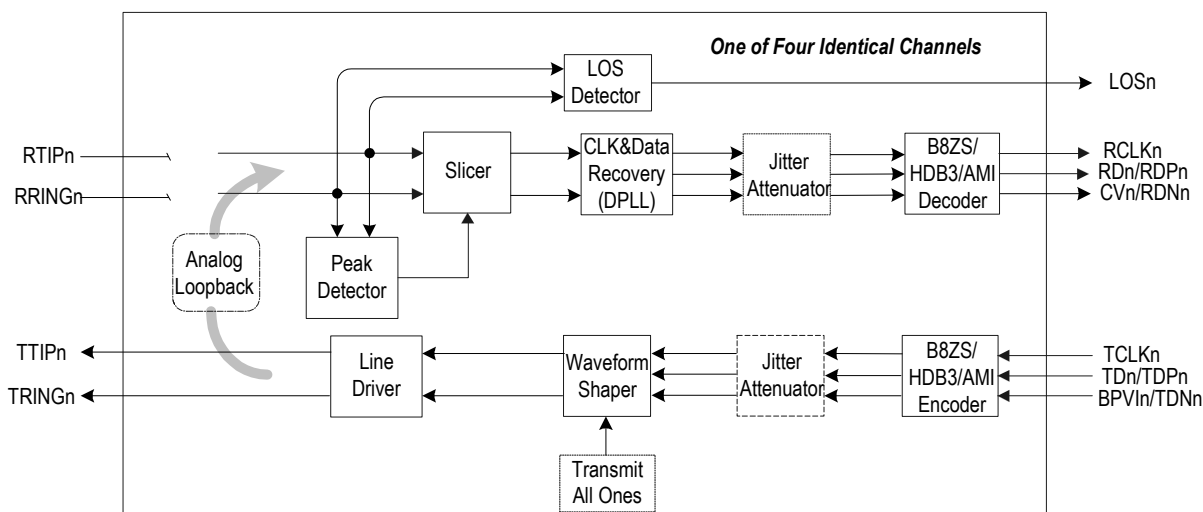 One of Four Identical Channels
LOS
Detector
LOSn
RTIPn
RRINGn
Slicer
CLK&Data
Recovery
(DPLL)
Jitter
Attenuator
B8ZS/
HDB3/AMI
Decoder
RCLKn
RDn/RDPn
CVn/RDNn
Analog
Loopback
Peak
Detector
TTIPn
TRINGn
Line
Driver
Waveform
Shaper
Jitter
Attenuator
B8ZS/
HDB3/AMI
Encoder
TCLKn
TDn/TDPn
BPVIn/TDNn
Transmit
All Ones